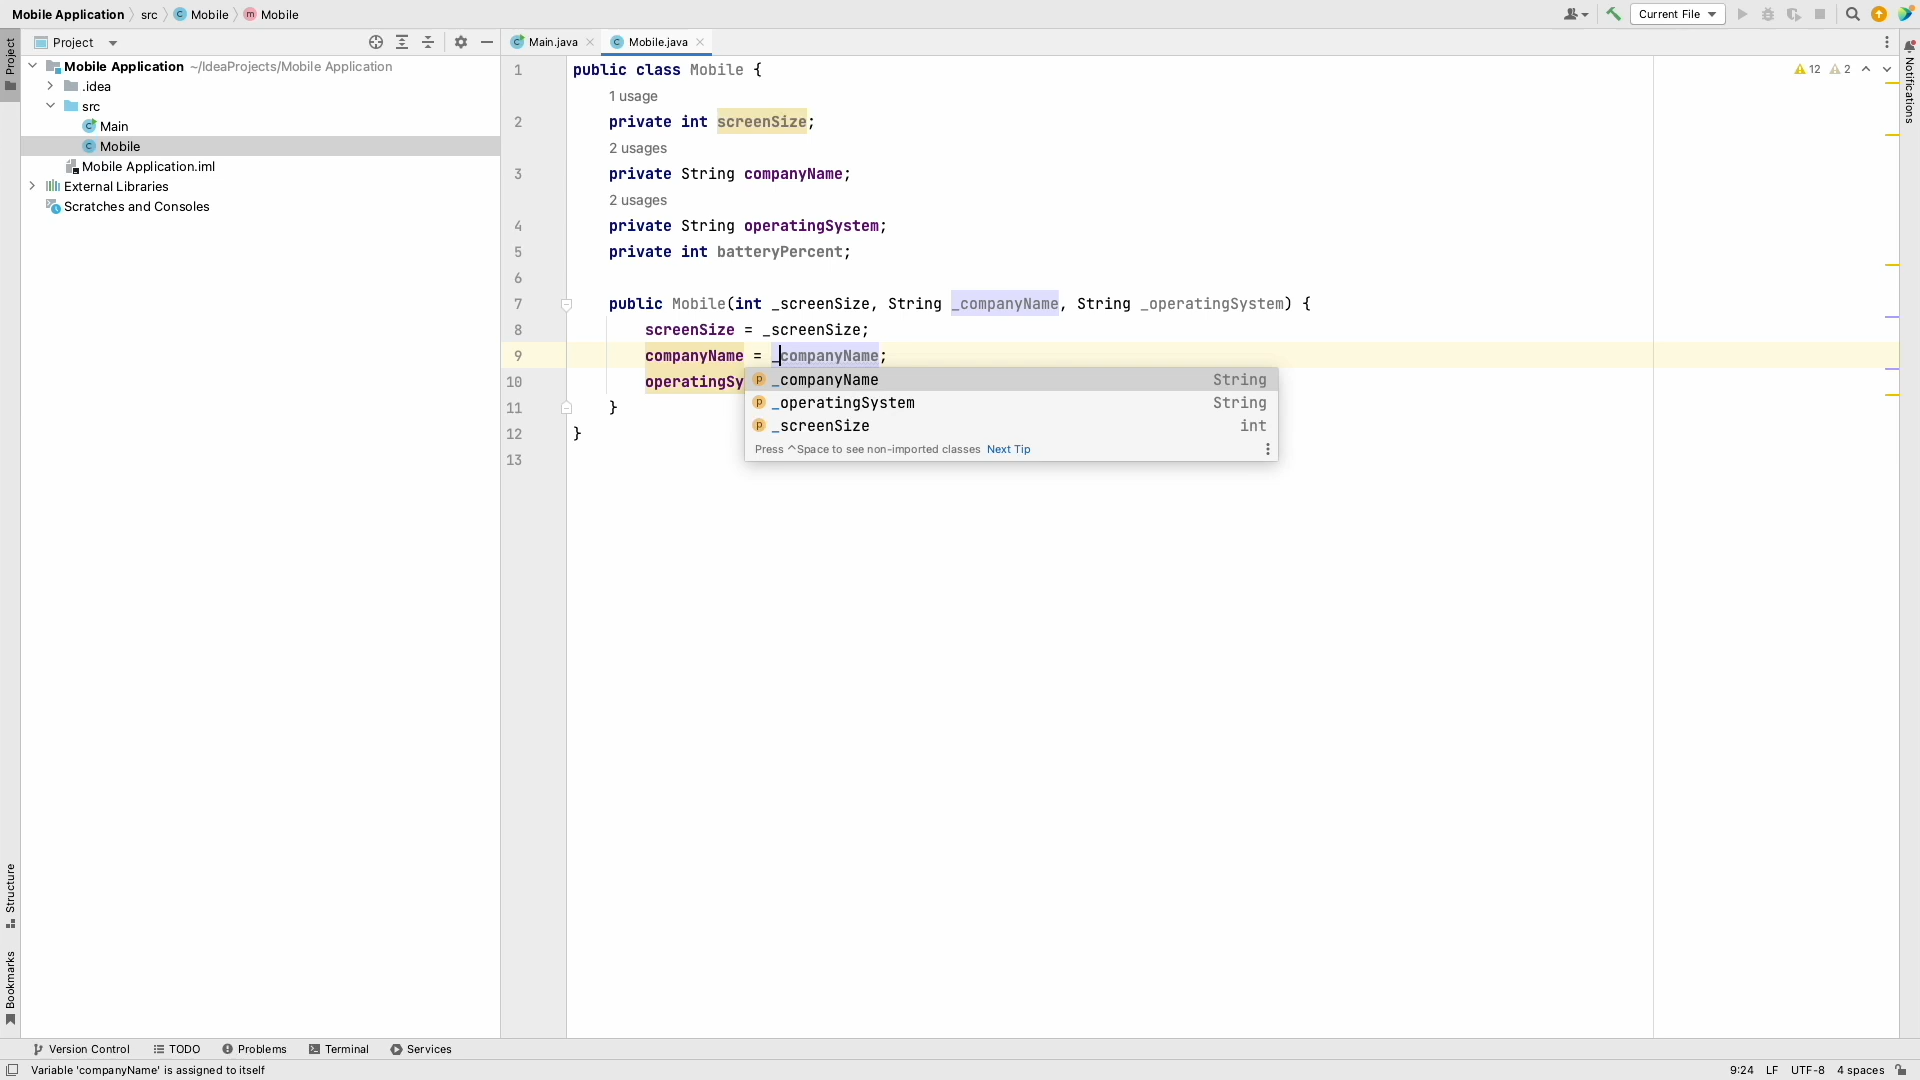 Mobile Application src Mobile Mobile
Current File
Project
Main.java
Mobile.java
Project
Notifications
Mobile Application ~/IdeaProjects/Mobile Application
.idea
src
Main
Mobile
Mobile Application.iml
External Libraries
Scratches and Consoles
12 2
1 public class Mobile {
1 usage
2 private int screenSize;
2 usages
3 private String companyName;
2 usages
4 private String operatingSystem;
5 private int batteryPercent;
6
7 public Mobile(int _screenSize, String _companyName, String _operatingSystem) {
8 screenSize = _screenSize;
9 companyName = _companyName;
10 operatingSy
11 }
12 }
13
_companyName String
_operatingSystem String
_screenSize int
Press ^Space to see non-imported classes Next Tip
Structure
Bookmarks
Version Control TODO Problems Terminal Services
Variable 'companyName' is assigned to itself
9:24 LF UTF-8 4 spaces